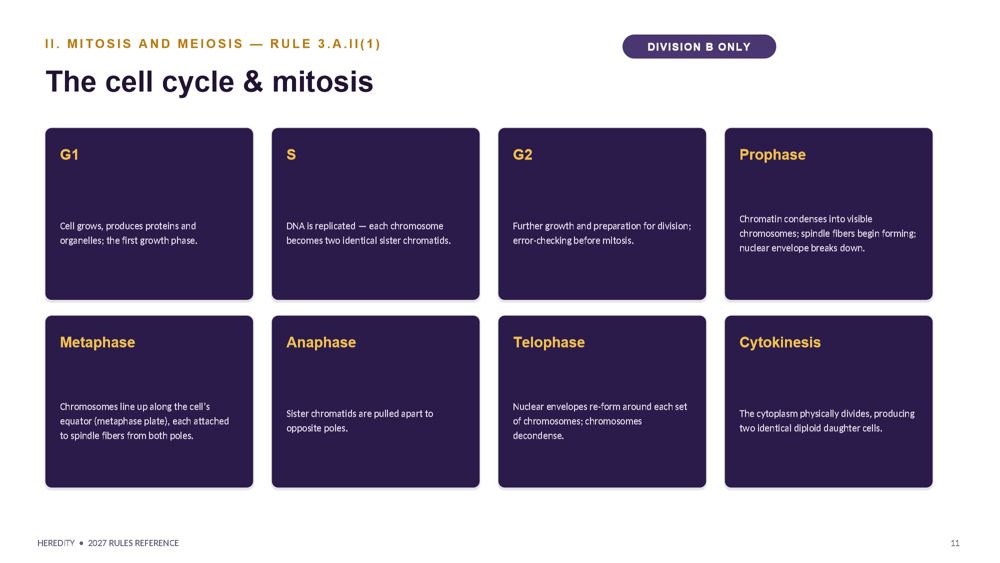 II. MITOSIS AND MEIOSIS — RULE 3.A.II(1)
DIVISION B ONLY
The cell cycle & mitosis
G1
Cell grows, produces proteins and
organelles; the first growth phase.
S
DNA is replicated — each chromosome
becomes two identical sister chromatids.
G2
Further growth and preparation for division;
error-checking before mitosis.
Prophase
Chromatin condenses into visible
chromosomes; spindle fibers begin forming;
nuclear envelope breaks down.
Metaphase
Chromosomes line up along the cell's
equator (metaphase plate), each attached
to spindle fibers from both poles.
Anaphase
Sister chromatids are pulled apart to
opposite poles.
Telophase
Nuclear envelopes re-form around each set
of chromosomes; chromosomes
decondense.
Cytokinesis
The cytoplasm physically divides, producing
two identical diploid daughter cells.
HEREDITY • 2027 RULES REFERENCE
11